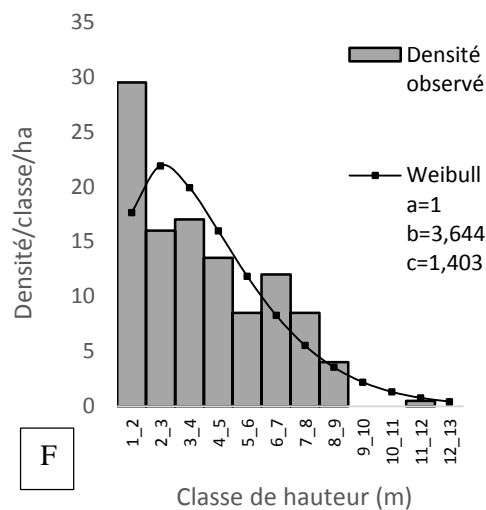 35
30
25
20
15
10
5
0
Densité/classe/ha
Densité
observé
Weibull
a=1
b=3,644
c=1,403
1_2
2_3
3_4
4_5
5_6
6_7
7_8
8_9
9_10
10_11
11_12
12_13
F
Classe de hauteur (m)